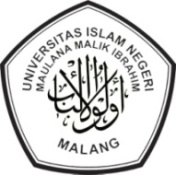 UNIVERSITAS ISLAM NEGERI
MAULANA MALIK IBRAHIM
أولو الألباب
MALANG